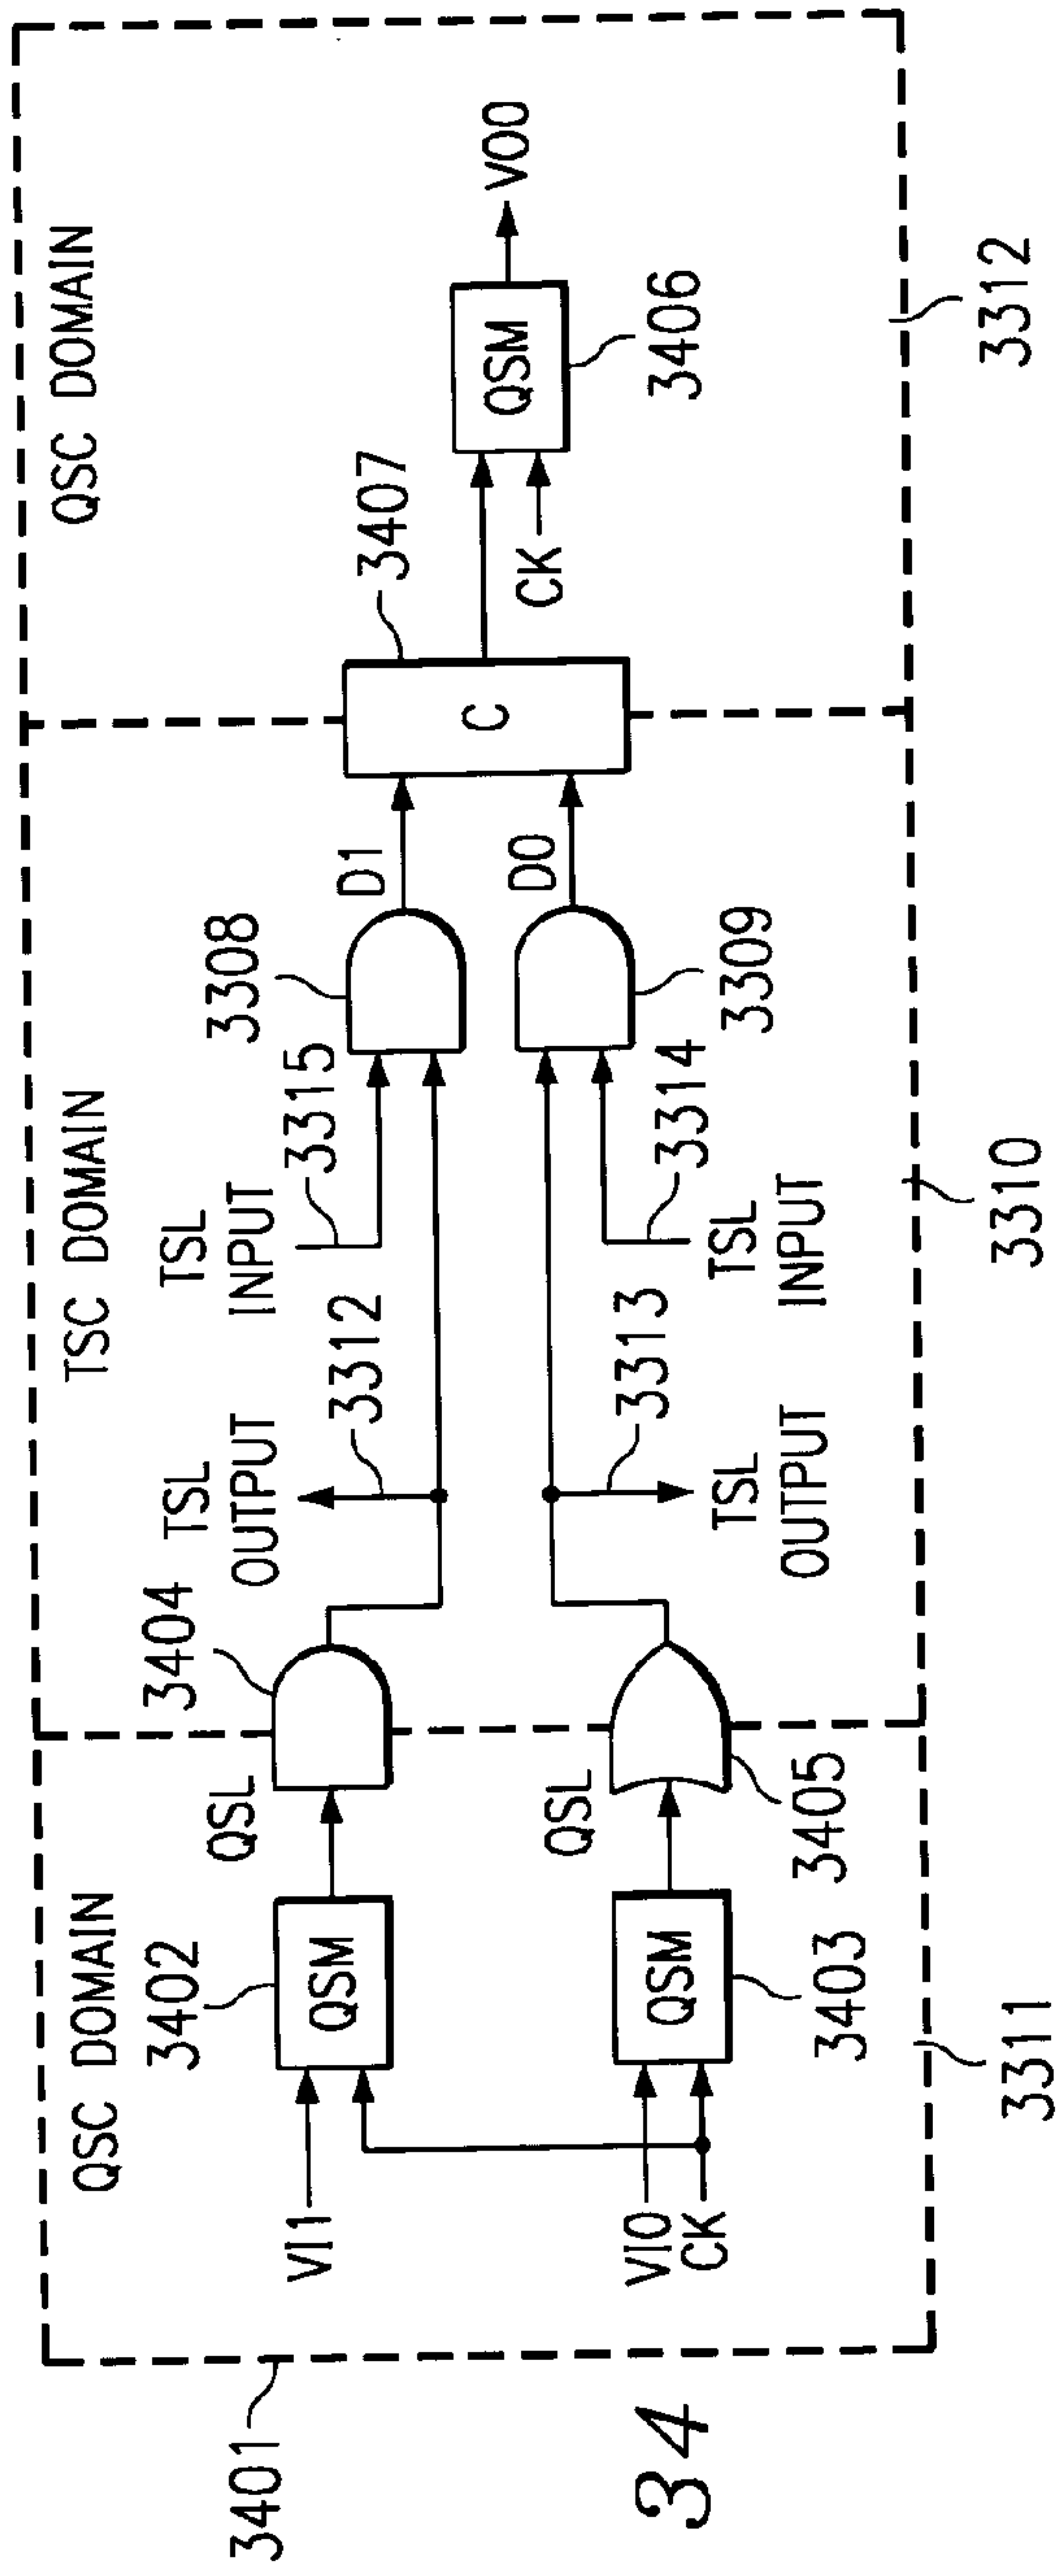 QSC DOMAIN
TSC DOMAIN
QSC DOMAIN
3401
VI1
3402
QSM
QSL
3404
TSL
OUTPUT
3312
TSL
INPUT
3315
3308
D1
3407
C
CK
QSM
3406
VO0
VI0
CK
QSM
3403
QSL
3405
TSL
OUTPUT
3313
TSL
INPUT
3314
3309
D0
3311
3310
3312
34